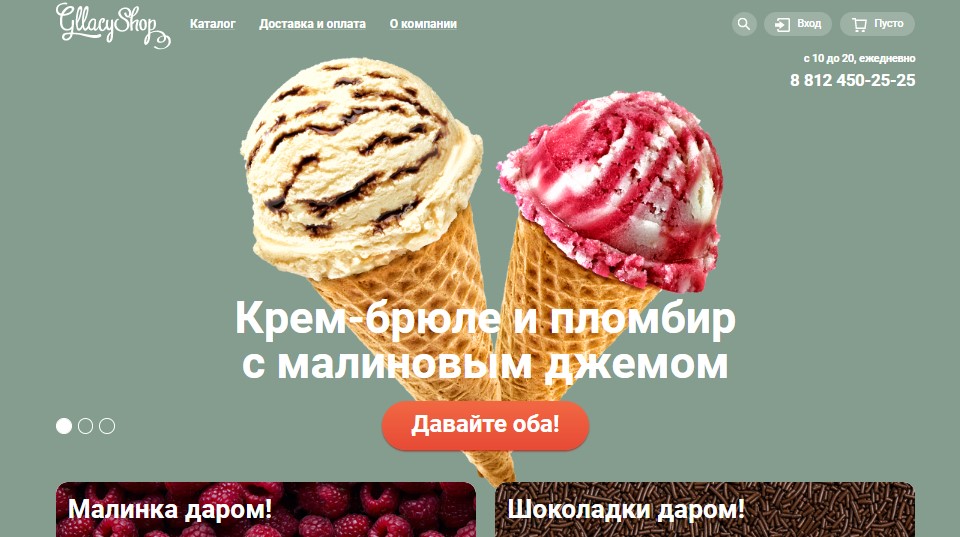 GllacyShop
Каталог
Доставка и оплата
О компании
Вход
Пусто
с 10 до 20, ежедневно
8 812 450-25-25
Крем-брюле и пломбир
с малиновым джемом
Давайте оба!
Малинка даром!
Шоколадки даром!